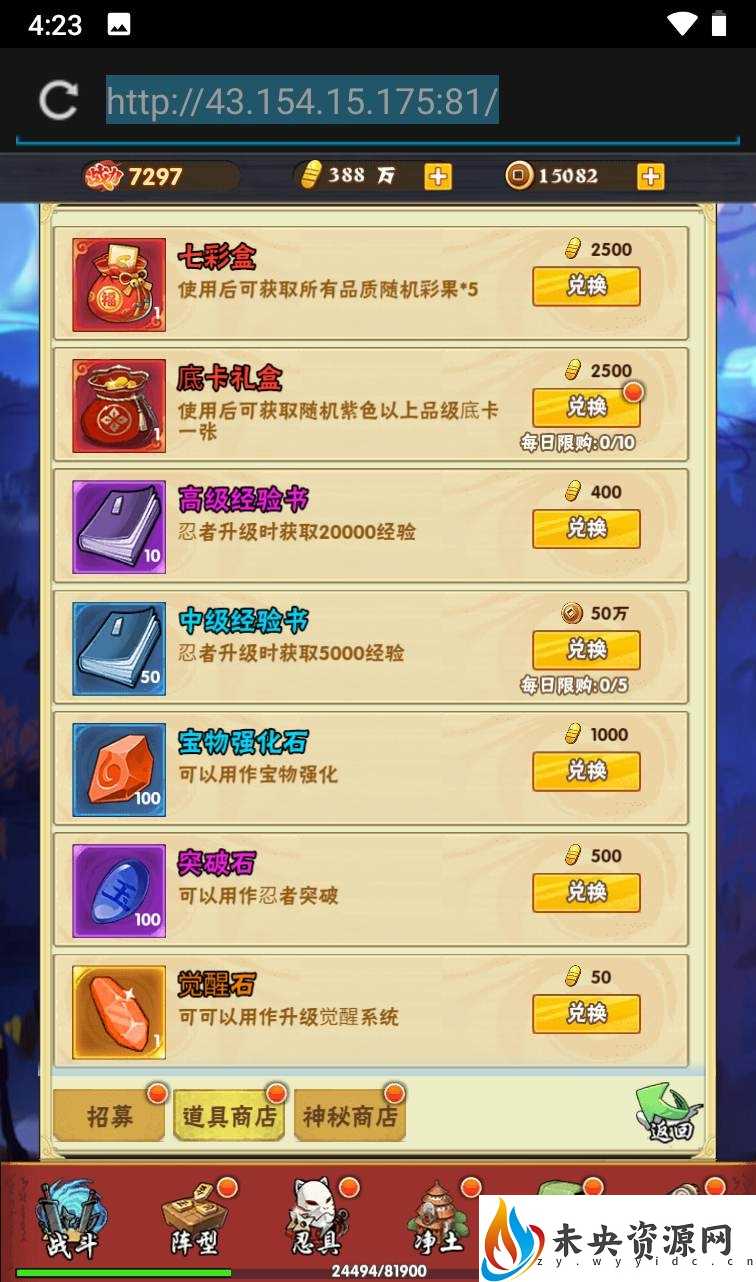 4:23
http://43.154.15.175:81/
战力 7297
388 万
15082
七彩盒
使用后可获取所有品质随机彩果*5
1
2500
兑换
底卡礼盒
使用后可获取随机紫色以上品级底卡
一张
1
2500
兑换
每日限购:0/10
高级经验书
忍者升级时获取20000经验
10
400
兑换
中级经验书
忍者升级时获取5000经验
50
50万
兑换
每日限购:0/5
宝物强化石
可以用作宝物强化
100
1000
兑换
突破石
可以用作忍者突破
100
500
兑换
觉醒石
可可以用作升级觉醒系统
1
50
兑换
招募
道具商店
神秘商店
返回
战斗
阵型
忍具
净土
24494/81900
未央资源网
zy.wyyidc.cn